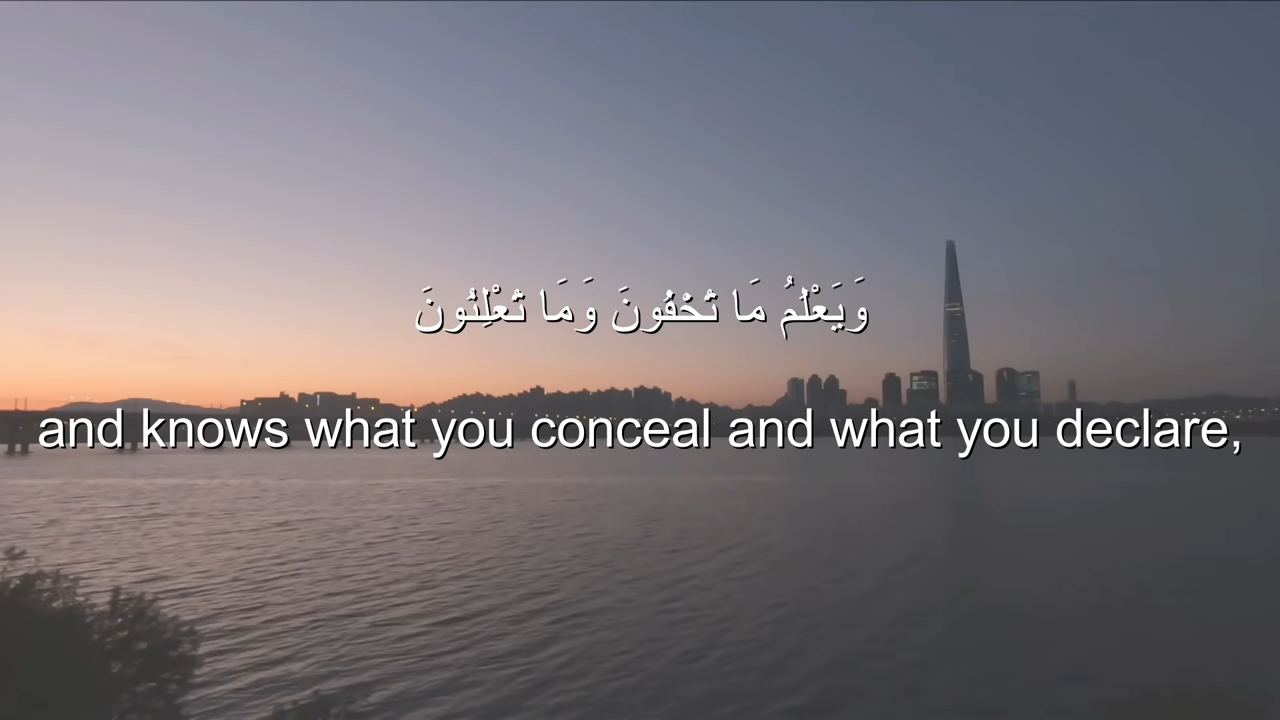 وَيَعْلَمُ مَا تُخْفُونَ وَمَا تُعْلِنُونَ
and knows what you conceal and what you declare,